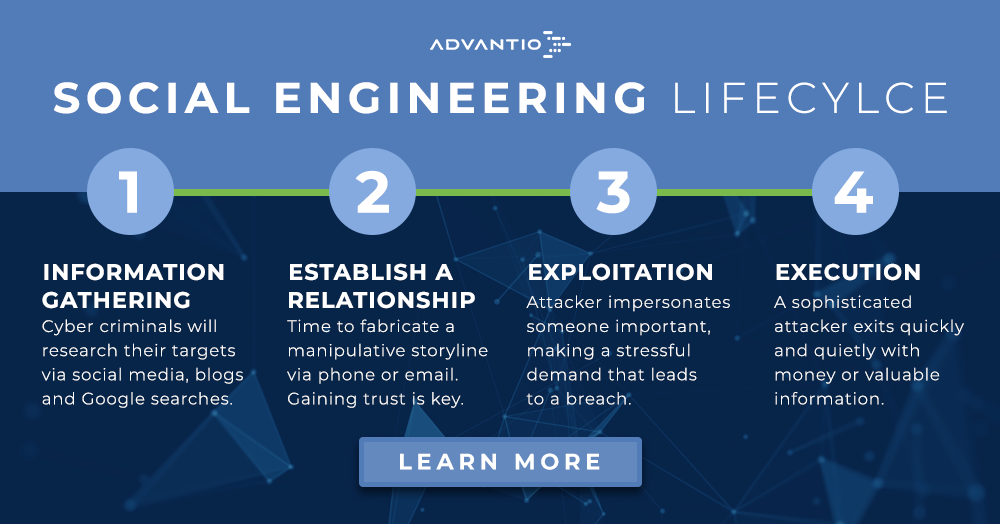 ADVANTIO
SOCIAL ENGINEERING LIFECYLCE
1
2
3
4
INFORMATION
GATHERING
Cyber criminals will
research their targets
via social media, blogs
and Google searches.
ESTABLISH A
RELATIONSHIP
Time to fabricate a
manipulative storyline
via phone or email.
Gaining trust is key.
EXPLOITATION
Attacker impersonates
someone important,
making a stressful
demand that leads
to a breach.
EXECUTION
A sophisticated
attacker exits quickly
and quietly with
money or valuable
information.
LEARN MORE